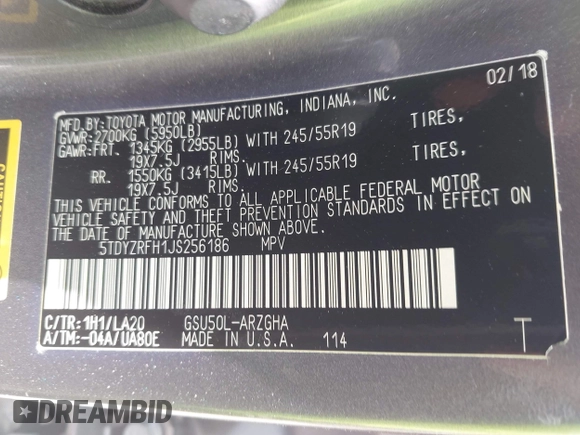 02/18
MFD.BY:TOYOTA MOTOR MANUFACTURING, INDIANA, INC.
GVWR:2700KG (5950LB)
GAWR:FRT. 1345KG (2955LB) WITH 245/55R19 TIRES,
19X7.5J RIMS.
RR. 1550KG (3415LB) WITH 245/55R19 TIRES,
19X7.5J RIMS.
THIS VEHICLE CONFORMS TO ALL APPLICABLE FEDERAL MOTOR
VEHICLE SAFETY AND THEFT PREVENTION STANDARDS IN EFFECT ON
THE DATE OF MANUFACTURE SHOWN ABOVE.
5TDYZRFH1JS256186 MPV
C/TR:1H1/LA20 GSU50L-ARZGHA
A/TM:-04A/UA80E MADE IN U.S.A. 114 T
DREAMBID